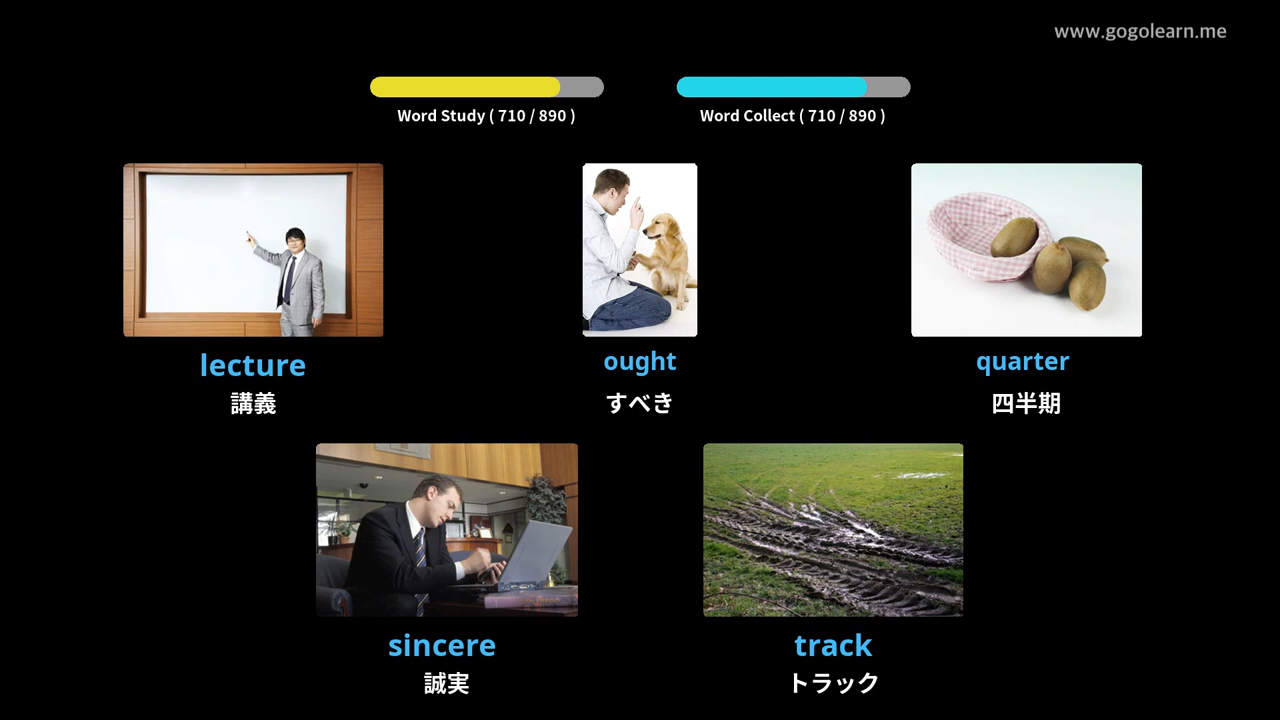 www.gogolearn.me
Word Study ( 710 / 890 )
Word Collect ( 710 / 890 )
lecture
講義
ought
すべき
quarter
四半期
sincere
誠実
track
トラック